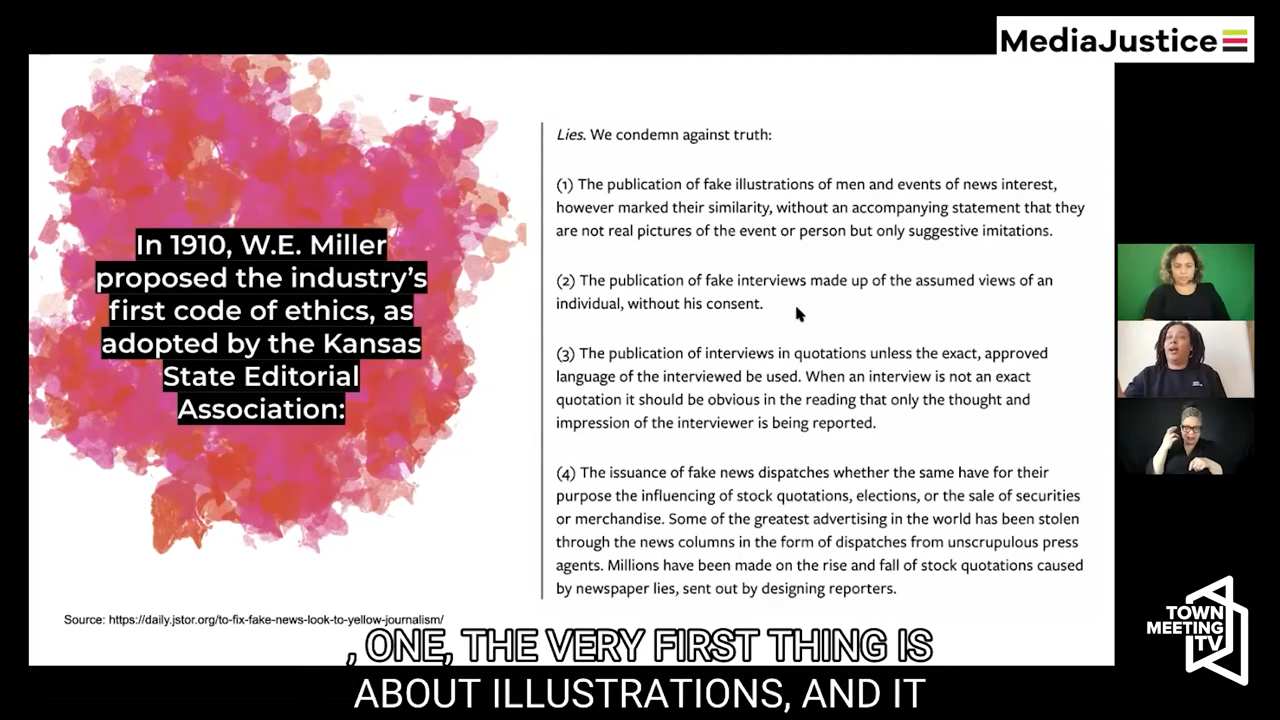 MediaJustice
In 1910, W.E. Miller
proposed the industry’s
first code of ethics, as
adopted by the Kansas
State Editorial
Association:
Lies. We condemn against truth:
(1) The publication of fake illustrations of men and events of news interest,
however marked their similarity, without an accompanying statement that they
are not real pictures of the event or person but only suggestive imitations.
(2) The publication of fake interviews made up of the assumed views of an
individual, without his consent.
(3) The publication of interviews in quotations unless the exact, approved
language of the interviewed be used. When an interview is not an exact
quotation it should be obvious in the reading that only the thought and
impression of the interviewer is being reported.
(4) The issuance of fake news dispatches whether the same have for their
purpose the influencing of stock quotations, elections, or the sale of securities
or merchandise. Some of the greatest advertising in the world has been stolen
through the news columns in the form of dispatches from unscrupulous press
agents. Millions have been made on the rise and fall of stock quotations caused
by newspaper lies, sent out by designing reporters.
Source: https://daily.jstor.org/to-fix-fake-news-look-to-yellow-journalism/
, ONE, THE VERY FIRST THING IS
ABOUT ILLUSTRATIONS, AND IT
TOWN
MEETING
TV